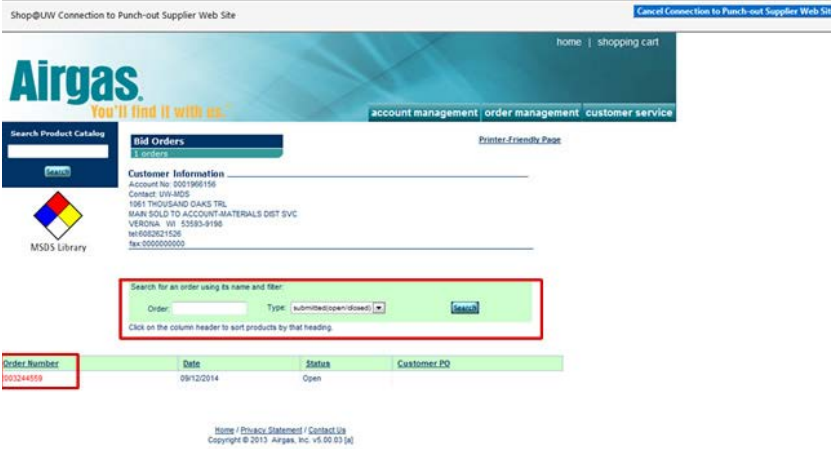 Shop@UW Connection to Punch-out Supplier Web Site
Cancel Connection to Punch-out Supplier Web Sit
home | shopping cart
Airgas.
You'll find it with us.
account management order management customer service
Search Product Catalog
Search
MSDS Library
Bid Orders
1 orders
Printer-Friendly Page
Customer Information
Account No: 0001966156
Contact: UW-MDS
1061 THOUSAND OAKS TRL
MAIN SOLD TO ACCOUNT-MATERIALS DIST SVC
VERONA WI 53593-9198
tel:6082621526
fax:0000000000
Search for an order using its name and filter:
Order: Type: submitted(open/closed) Search
Click on the column header to sort products by that heading.
Order Number Date Status Customer PO
003244559 09/12/2014 Open
Home / Privacy Statement / Contact Us
Copyright © 2013 Airgas, Inc. v5.00.03 [a]